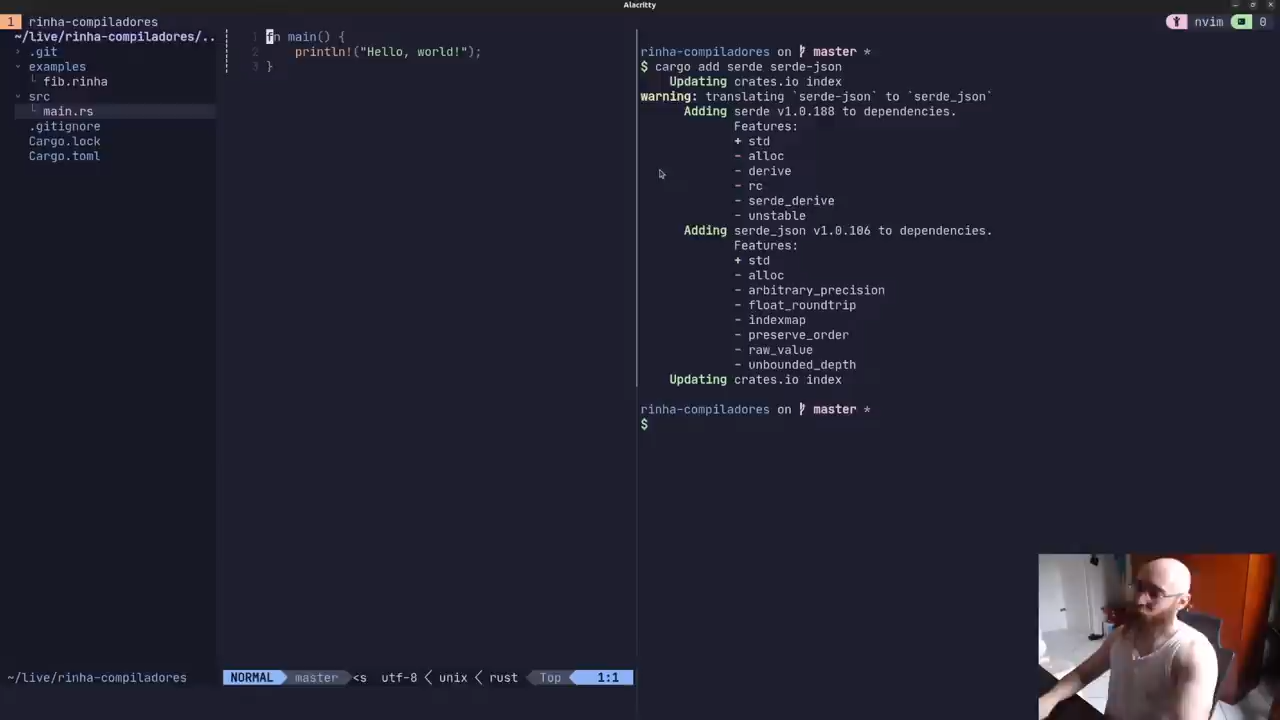 Alacritty
1 rinha-compiladores
nvim 0
~/live/rinha-compiladores/..
.git
examples
fib.rinha
src
main.rs
.gitignore
Cargo.lock
Cargo.toml
1 fn main() {
2 println!("Hello, world!");
3 }
rinha-compiladores on master *
$ cargo add serde serde-json
Updating crates.io index
warning: translating `serde-json` to `serde_json`
Adding serde v1.0.188 to dependencies.
Features:
+ std
- alloc
- derive
- rc
- serde_derive
- unstable
Adding serde_json v1.0.106 to dependencies.
Features:
+ std
- alloc
- arbitrary_precision
- float_roundtrip
- indexmap
- preserve_order
- raw_value
- unbounded_depth
Updating crates.io index
rinha-compiladores on master *
$
~/live/rinha-compiladores
NORMAL master <s utf-8 < unix < rust Top 1:1